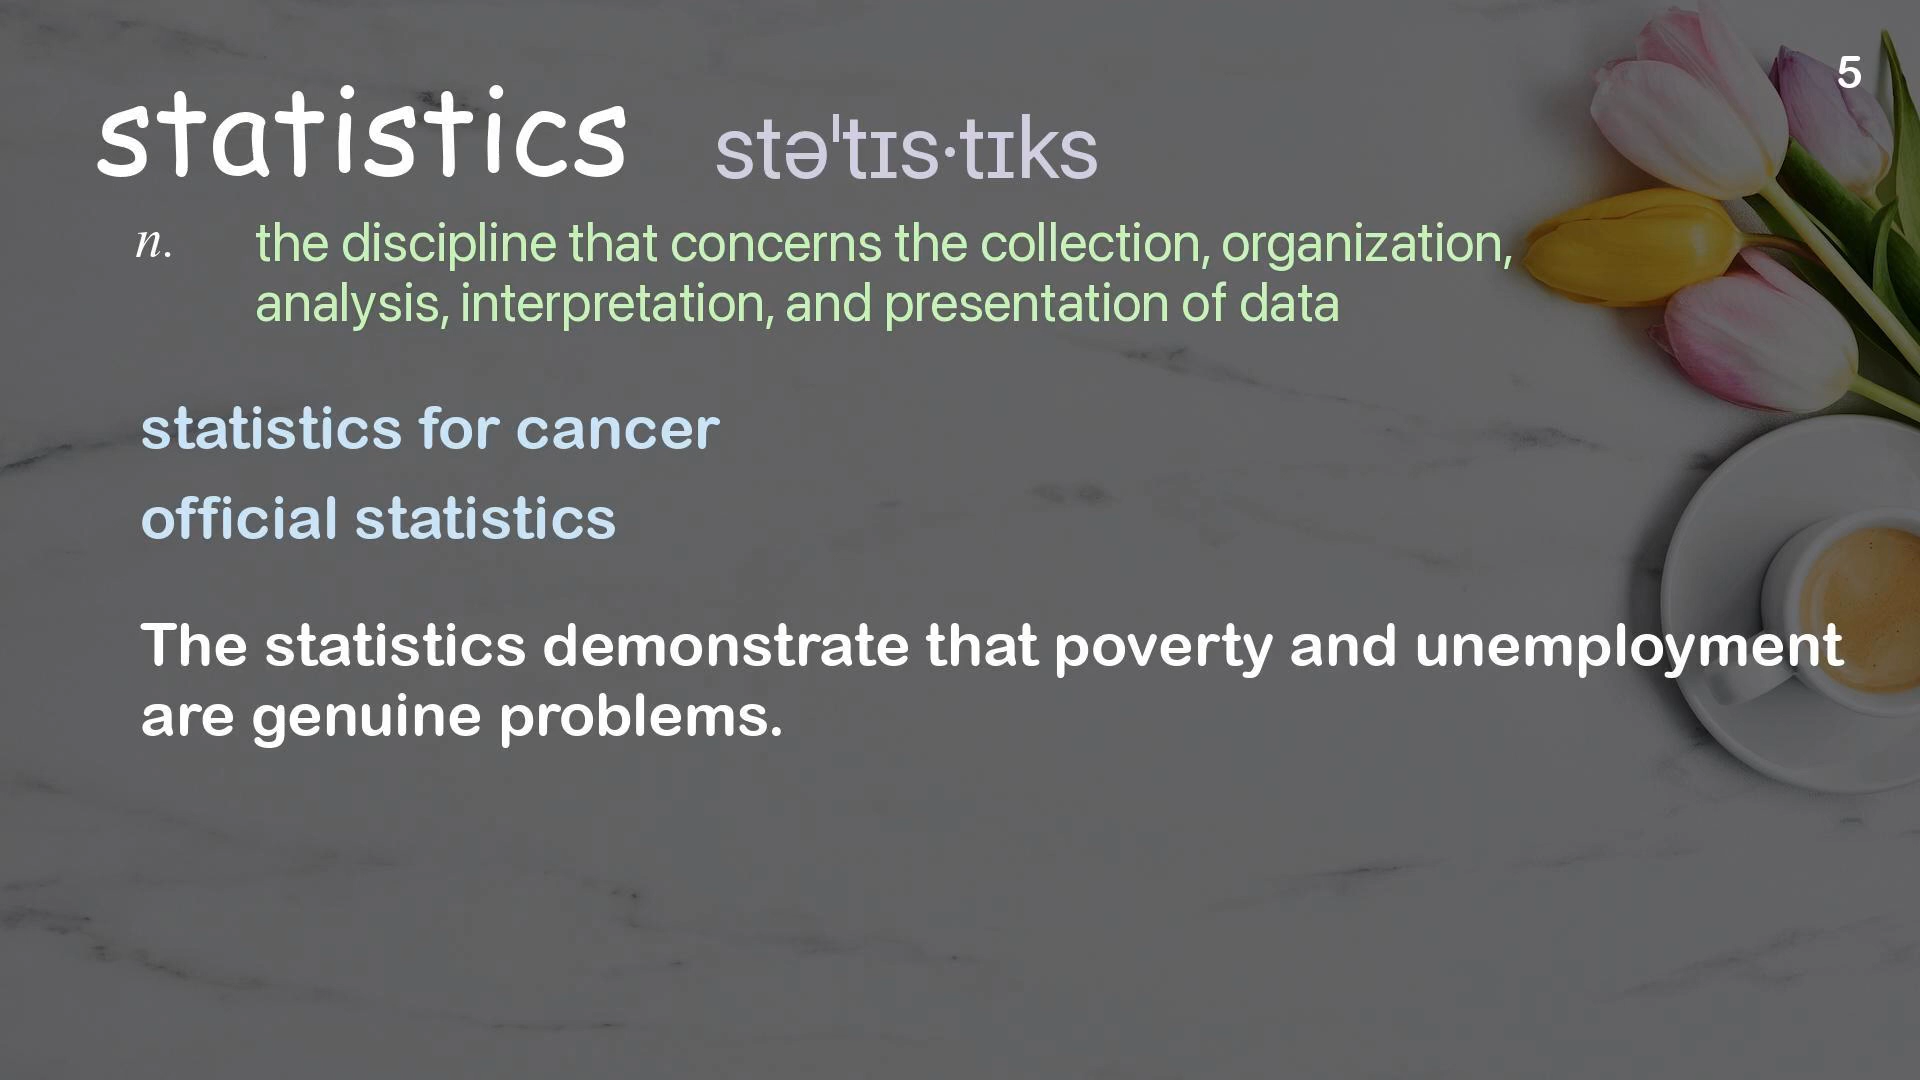 5
statistics stəˈtɪs·tɪks
n. the discipline that concerns the collection, organization,
analysis, interpretation, and presentation of data
statistics for cancer
official statistics
The statistics demonstrate that poverty and unemployment
are genuine problems.